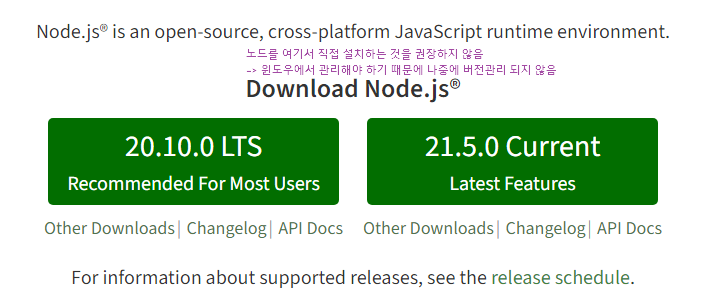 Node.js® is an open-source, cross-platform JavaScript runtime environment.
노드를 여기서 직접 설치하는 것을 권장하지 않음
-> 윈도우에서 관리해야 하기 때문에 나중에 버전관리 되지 않음
Download Node.js®
20.10.0 LTS
Recommended For Most Users
21.5.0 Current
Latest Features
Other Downloads | Changelog | API Docs
Other Downloads | Changelog | API Docs
For information about supported releases, see the release schedule.